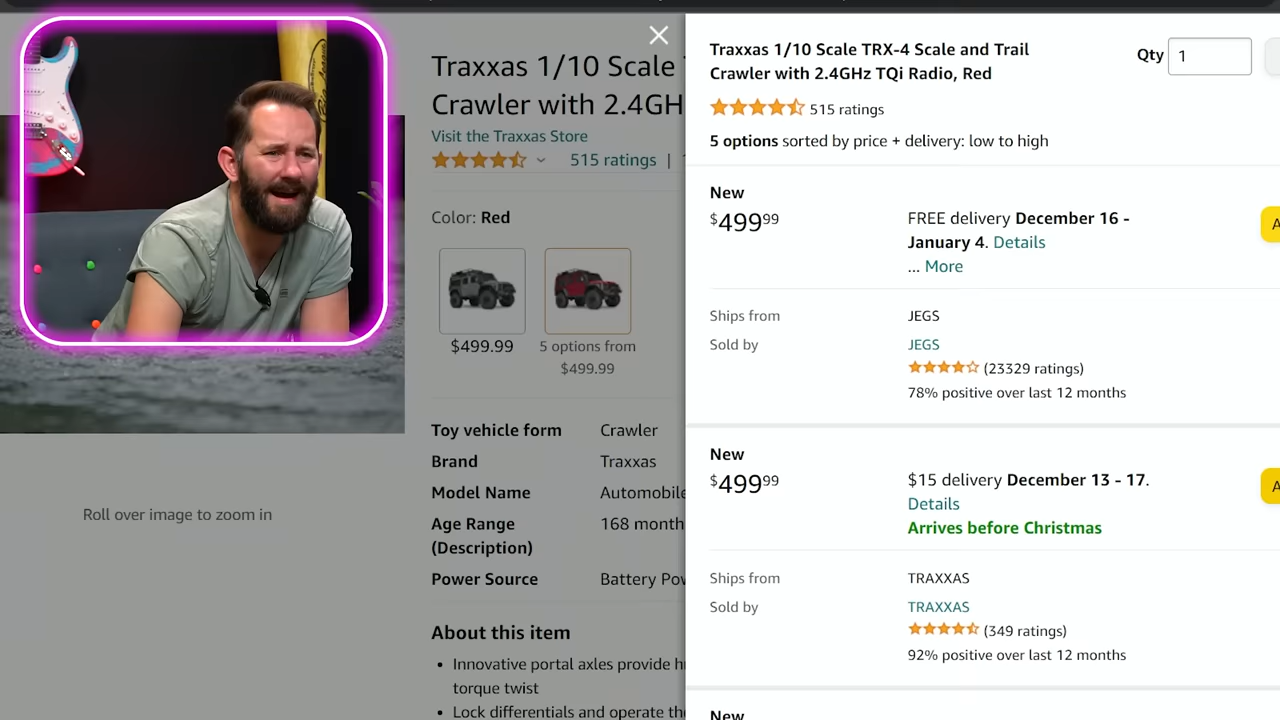 Traxxas 1/10 Scale
Crawler with 2.4GH
Visit the Traxxas Store
515 ratings |
Color: Red
$499.99
5 options from
$499.99
Toy vehicle form Crawler
Brand Traxxas
Model Name Automobile
Age Range
(Description) 168 month
Power Source Battery Pow
About this item
• Innovative portal axles provide
torque twist
• Lock differentials and operate
Roll over image to zoom in
Traxxas 1/10 Scale TRX-4 Scale and Trail
Crawler with 2.4GHz TQi Radio, Red
Qty 1
515 ratings
5 options sorted by price + delivery: low to high
New
$499.99
FREE delivery December 16 -
January 4. Details
... More
Ships from JEGS
Sold by JEGS
(23329 ratings)
78% positive over last 12 months
New
$499.99
$15 delivery December 13 - 17.
Details
Arrives before Christmas
Ships from TRAXXAS
Sold by TRAXXAS
(349 ratings)
92% positive over last 12 months
New